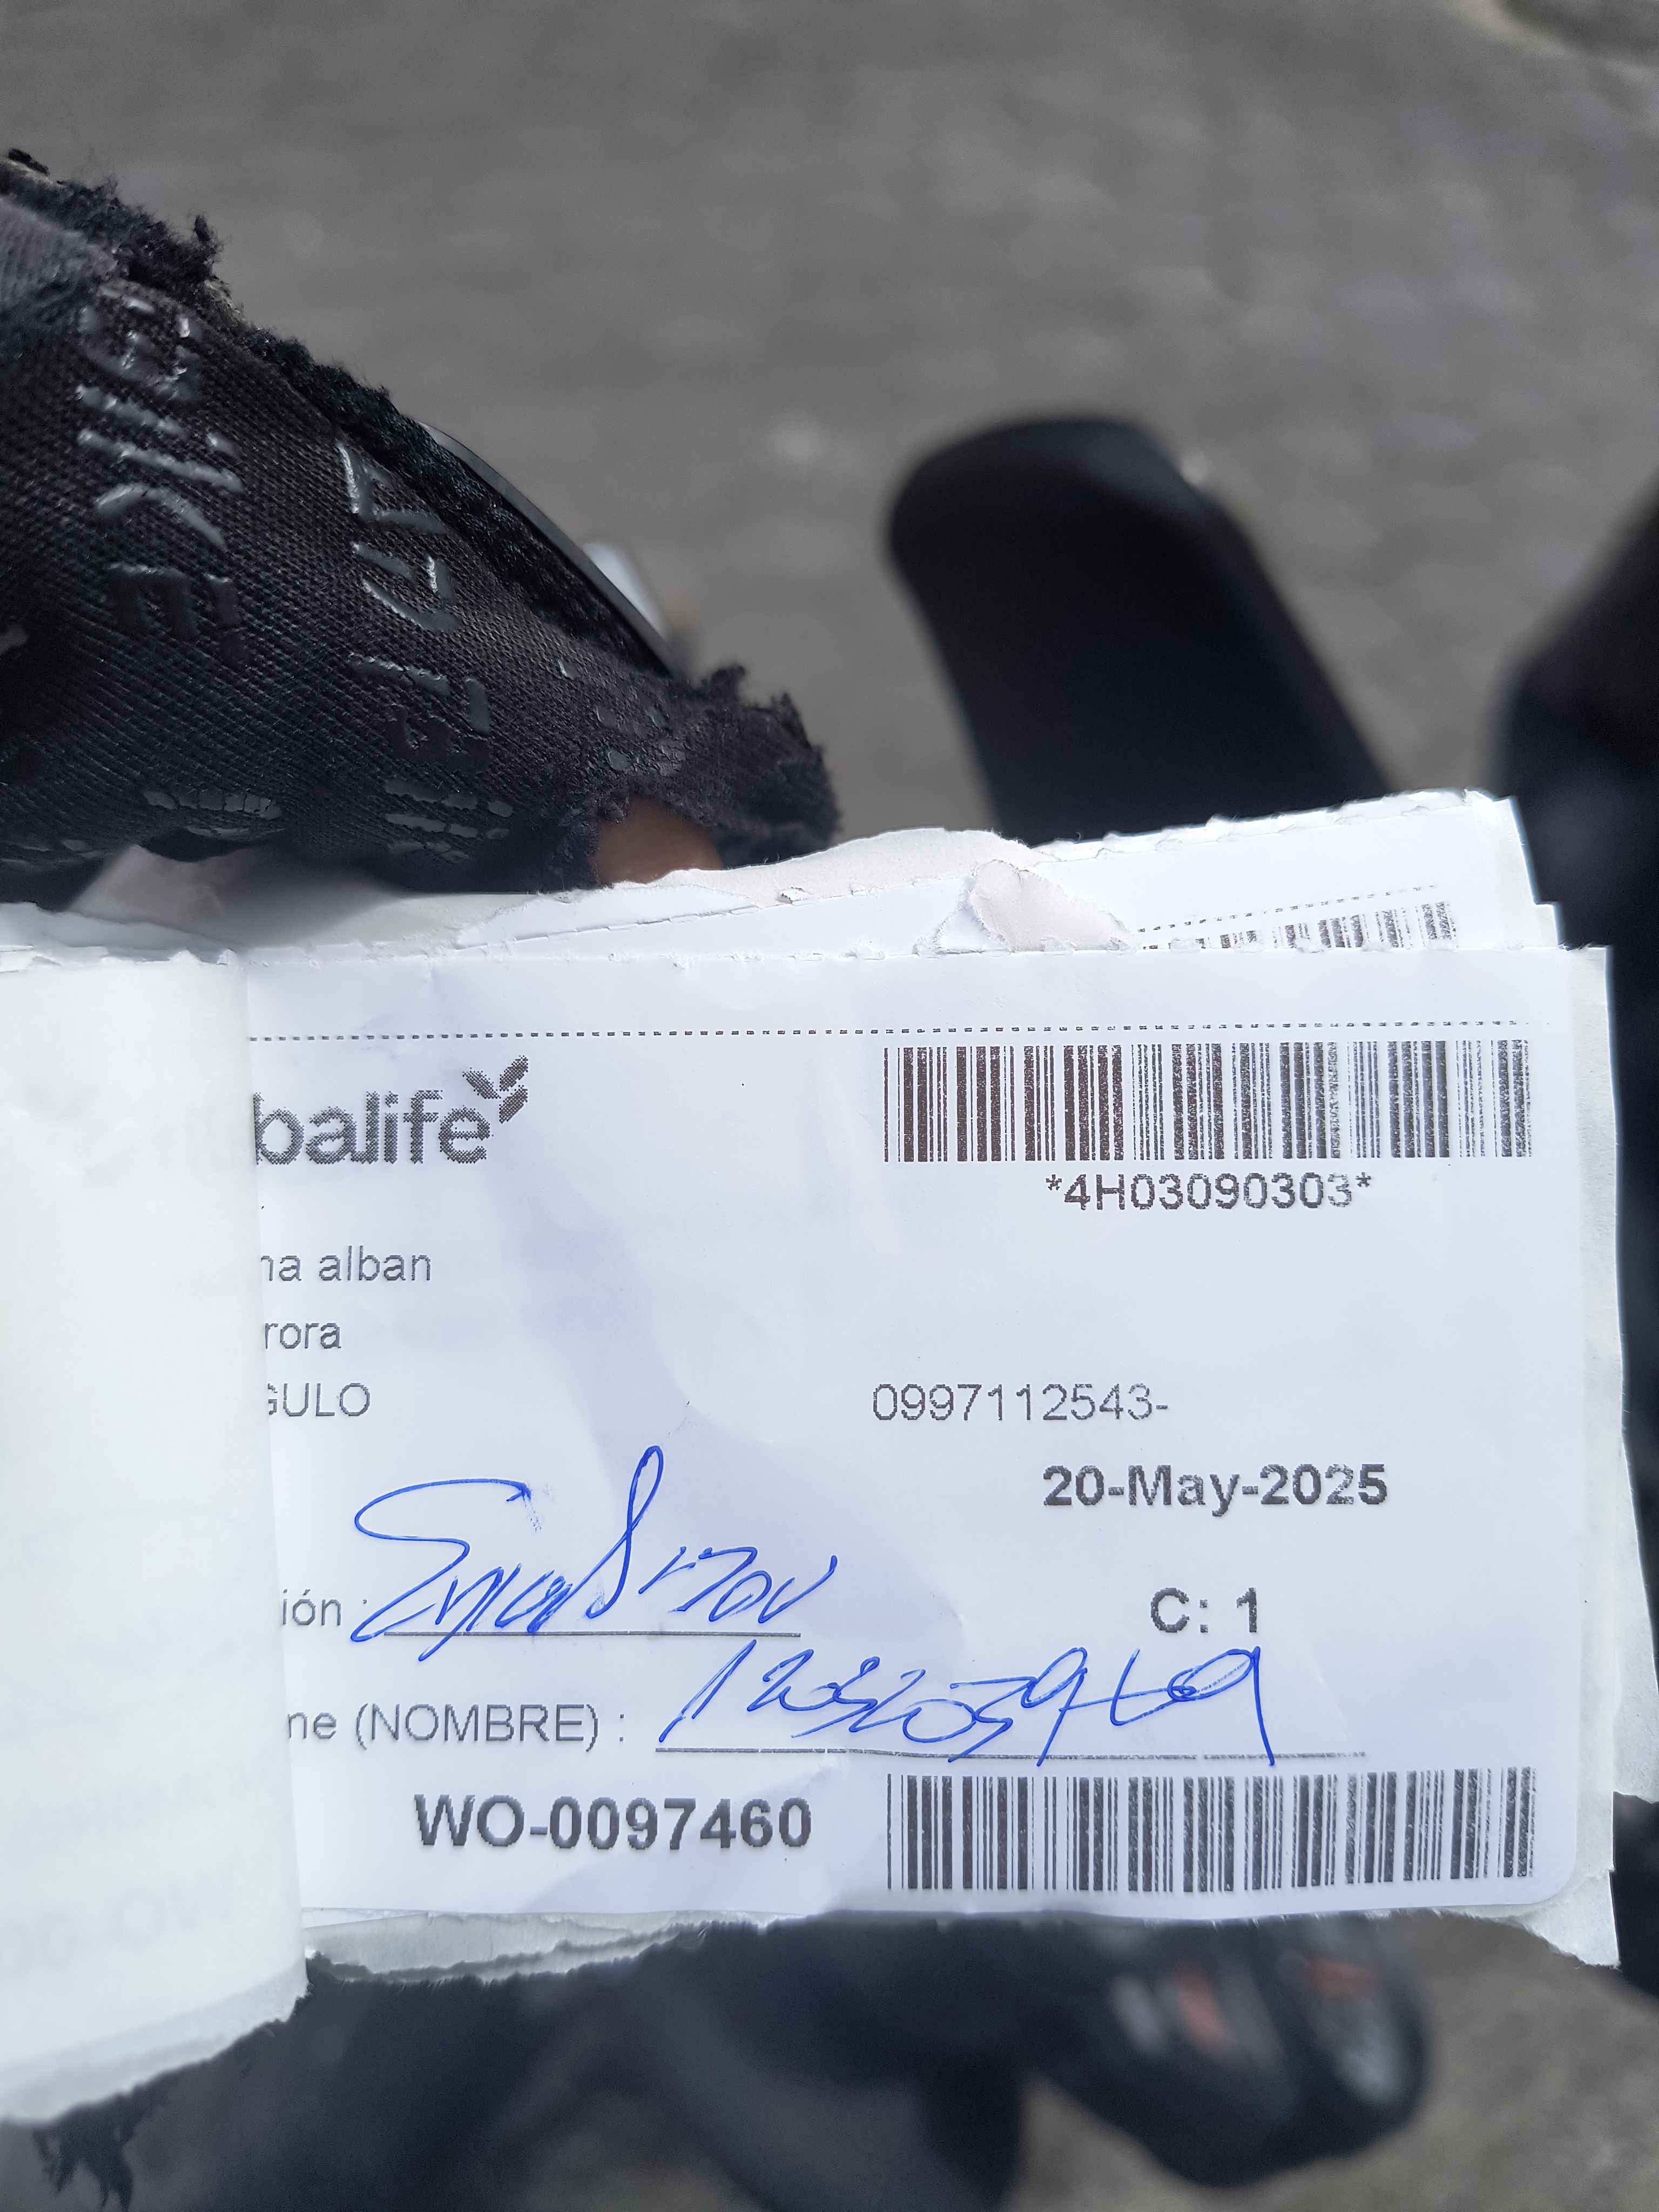 balife
*4H03090303*
na alban
rora
GULO
0997112543-
20-May-2025
ión :
C: 1
ne (NOMBRE) :
WO-0097460